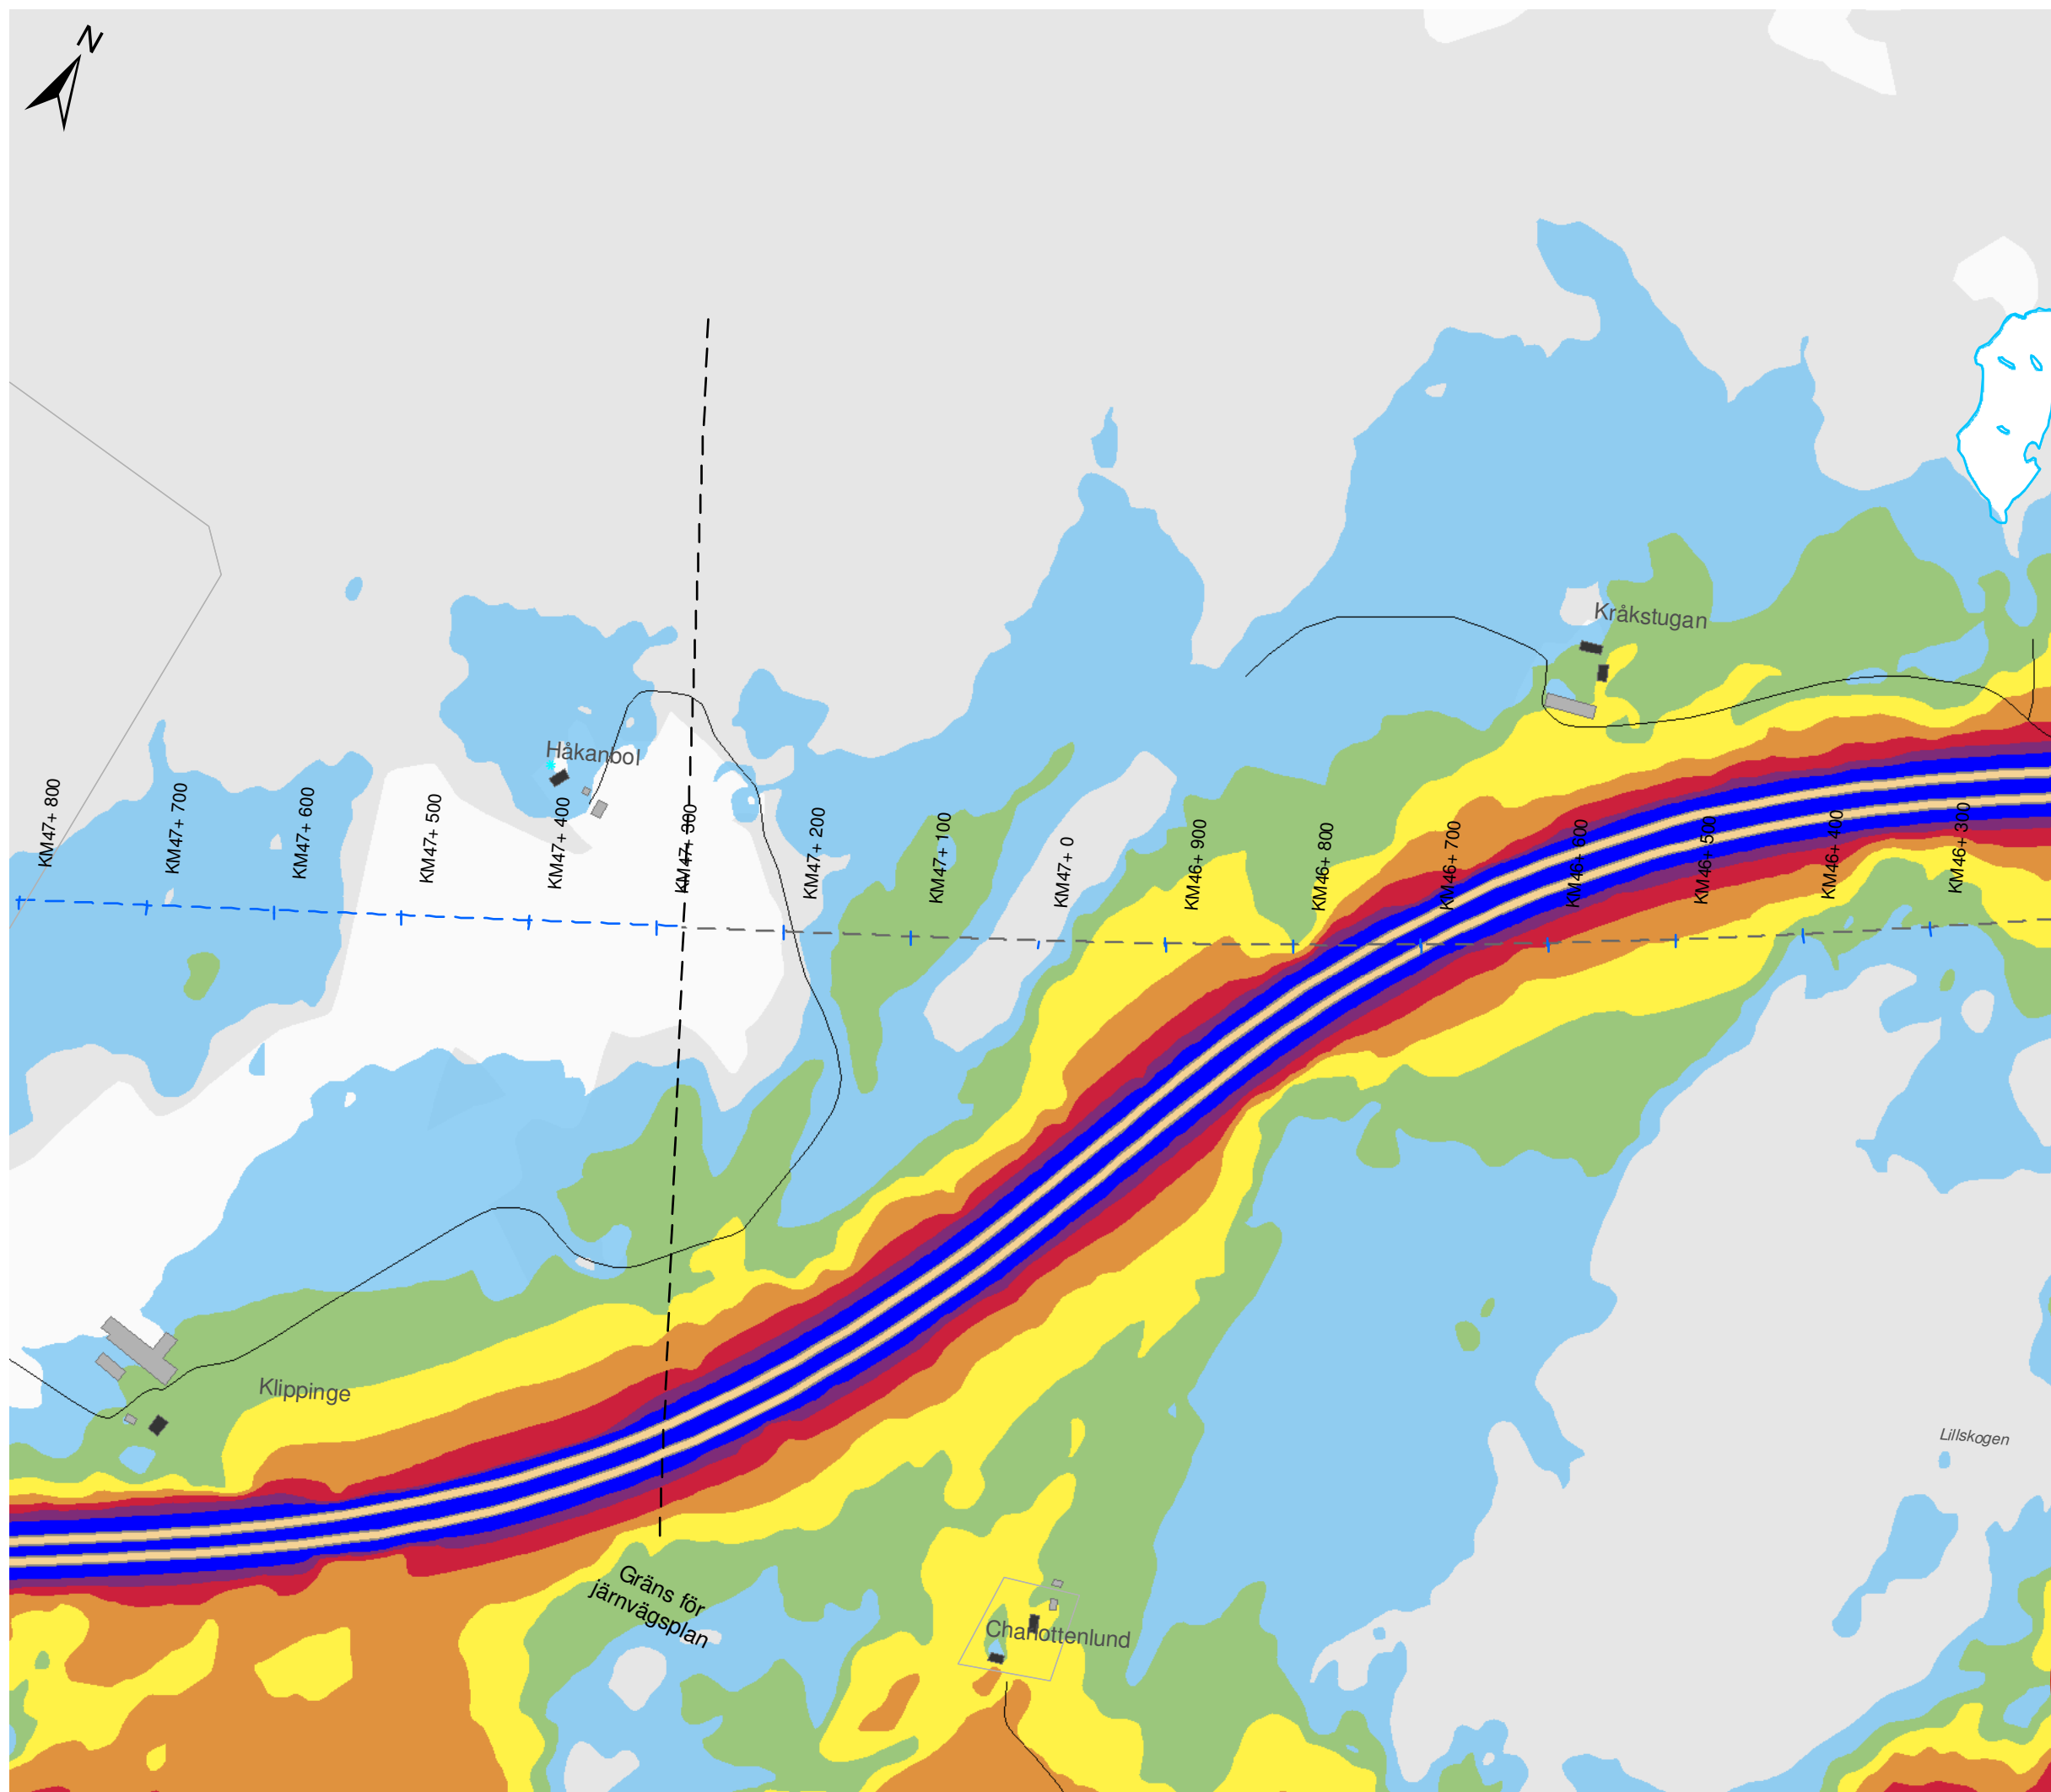 N
Kråkstugan
Håkanbol
KM47+ 800
KM47+ 700
KM47+ 600
KM47+ 500
KM47+ 400
KM47+ 300
KM47+ 200
KM47+ 100
KM47+ 0
KM46+ 900
KM46+ 800
KM46+ 700
KM46+ 600
KM46+ 500
KM46+ 400
KM46+ 300
Klippinge
Lillskogen
Gräns för
järnvägsplan
Charlottenlund